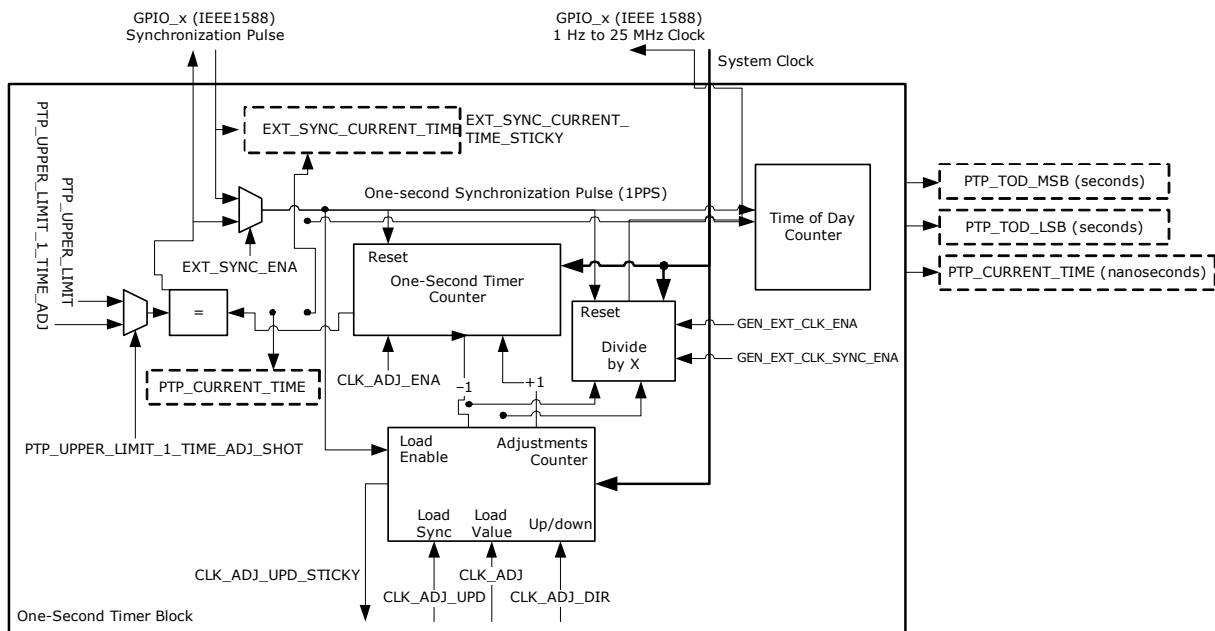 GPIO_x (IEEE1588)
Synchronization Pulse
GPIO_x (IEEE 1588)
1 Hz to 25 MHz Clock
System Clock
PTP_UPPER_LIMIT_1_TIME_ADJ
PTP_UPPER_LIMIT
EXT_SYNC_CURRENT_TIME
EXT_SYNC_CURRENT_
TIME_STICKY
One-second Synchronization Pulse (1PPS)
EXT_SYNC_ENA
Reset
One-Second Timer
Counter
Time of Day
Counter
PTP_TOD_MSB (seconds)
PTP_TOD_LSB (seconds)
PTP_CURRENT_TIME (nanoseconds)
=
Reset
Divide
by X
GEN_EXT_CLK_ENA
GEN_EXT_CLK_SYNC_ENA
PTP_CURRENT_TIME
CLK_ADJ_ENA
–1
+1
PTP_UPPER_LIMIT_1_TIME_ADJ_SHOT
Load
Enable
Adjustments
Counter
Load
Sync
Load
Value
Up/down
CLK_ADJ_UPD_STICKY
CLK_ADJ_UPD
CLK_ADJ
CLK_ADJ_DIR
One-Second Timer Block